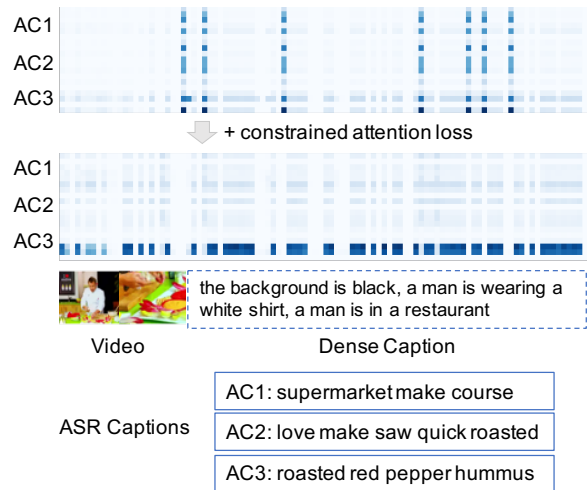 AC1
AC2
AC3
+ constrained attention loss
AC1
AC2
AC3
the background is black, a man is wearing a
white shirt, a man is in a restaurant
Video
Dense Caption
ASR Captions
AC1: supermarket make course
AC2: love make saw quick roasted
AC3: roasted red pepper hummus